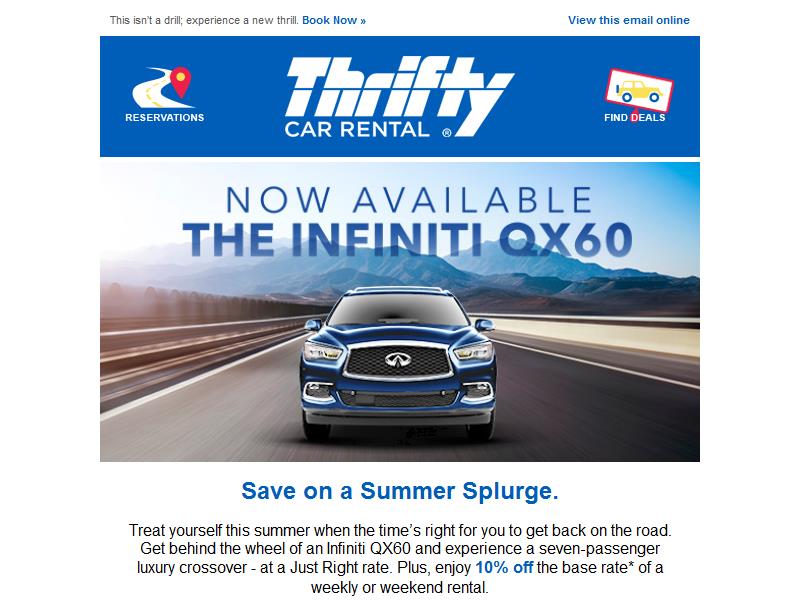 This isn't a drill; experience a new thrill. Book Now »
View this email online
RESERVATIONS
Thrifty
CAR RENTAL ®
FIND DEALS
NOW AVAILABLE
THE INFINITI QX60
Save on a Summer Splurge.
Treat yourself this summer when the time's right for you to get back on the road.
Get behind the wheel of an Infiniti QX60 and experience a seven-passenger
luxury crossover - at a Just Right rate. Plus, enjoy 10% off the base rate* of a
weekly or weekend rental.